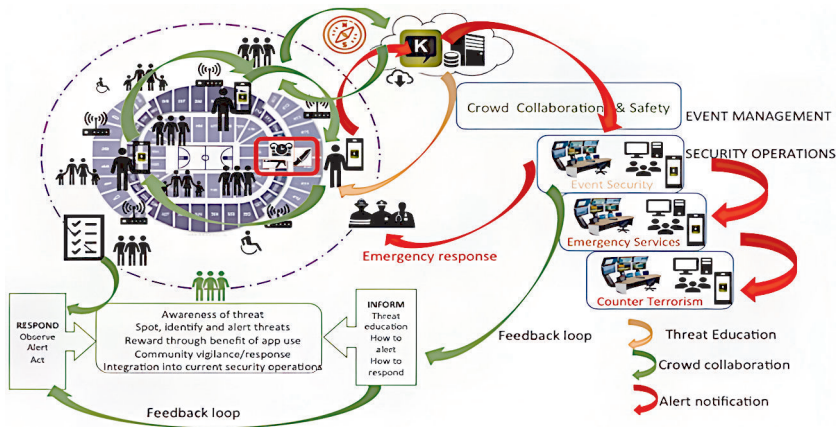 K
Crowd Collaboration & Safety
EVENT MANAGEMENT
SECURITY OPERATIONS
Event Security
Emergency Services
Counter Terrorism
Emergency response
RESPOND
Observe
Alert
Act
Awareness of threat
Spot, identify and alert threats
Reward through benefit of app use
Community vigilance/response
Integration into current security operations
INFORM
Threat
education
How to
alert
How to
respond
Feedback loop
Feedback loop
Threat Education
Crowd collaboration
Alert notification